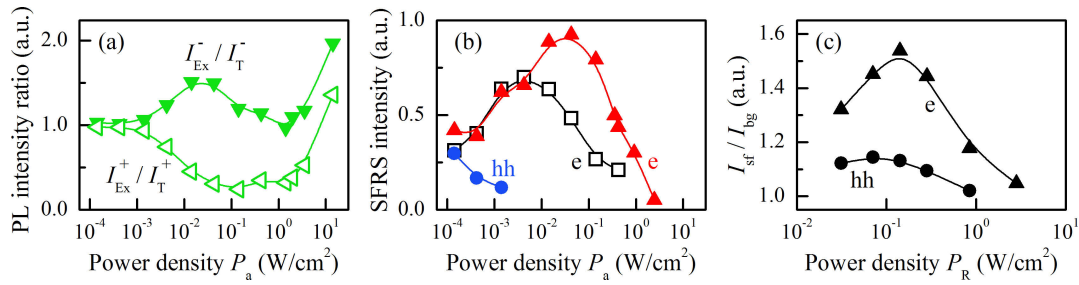 (a)
PL intensity ratio (a.u.)
2.0
1.0
0.0
I⁻Ex / I⁻T
I⁺Ex / I⁺T
10⁻⁴ 10⁻³ 10⁻² 10⁻¹ 10⁰ 10¹
Power density Pa (W/cm²)
(b)
SFRS intensity (a.u.)
1.0
0.5
0.0
hh
e
e
10⁻⁴ 10⁻³ 10⁻² 10⁻¹ 10⁰ 10¹
Power density Pa (W/cm²)
(c)
Isf / Ibg (a.u.)
1.6
1.4
1.2
1.0
e
hh
10⁻² 10⁻¹ 10⁰ 10¹
Power density PR (W/cm²)